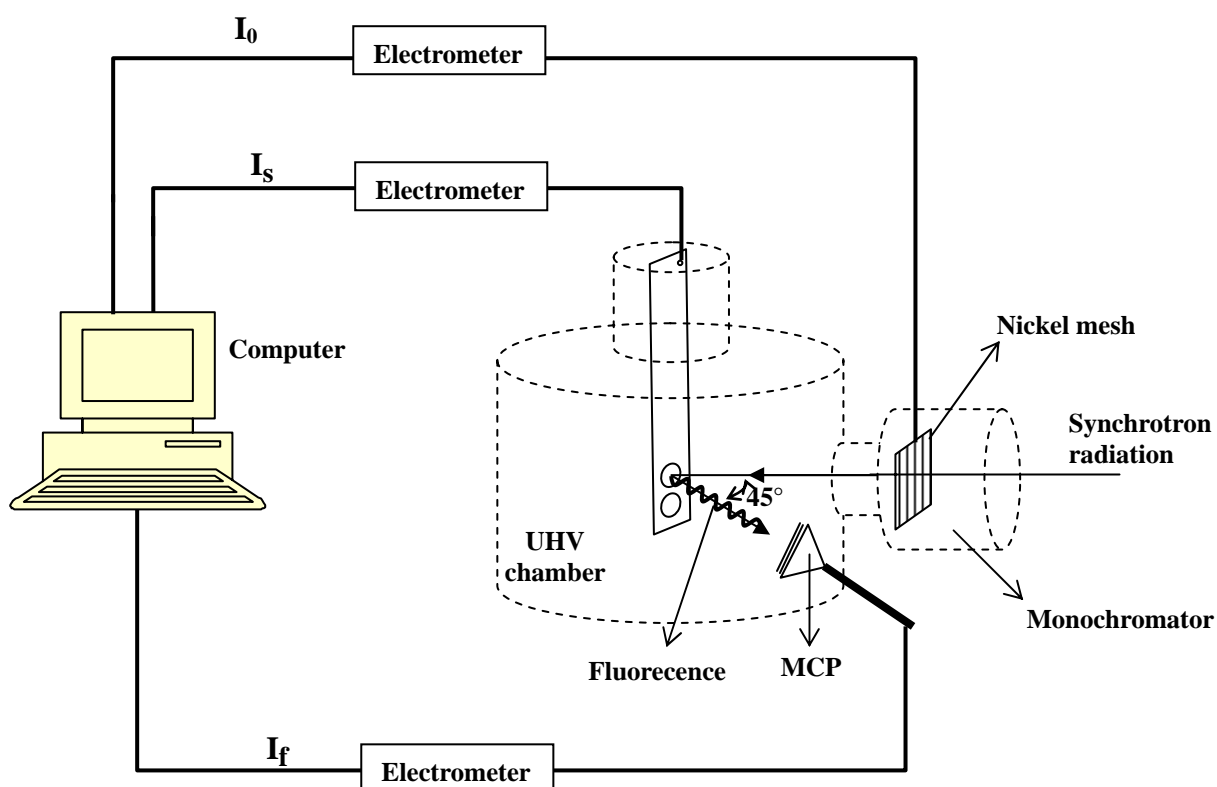 I0
Electrometer
Is
Electrometer
Computer
Nickel mesh
Synchrotron
radiation
45°
UHV
chamber
Monochromator
Fluorecence
MCP
If
Electrometer